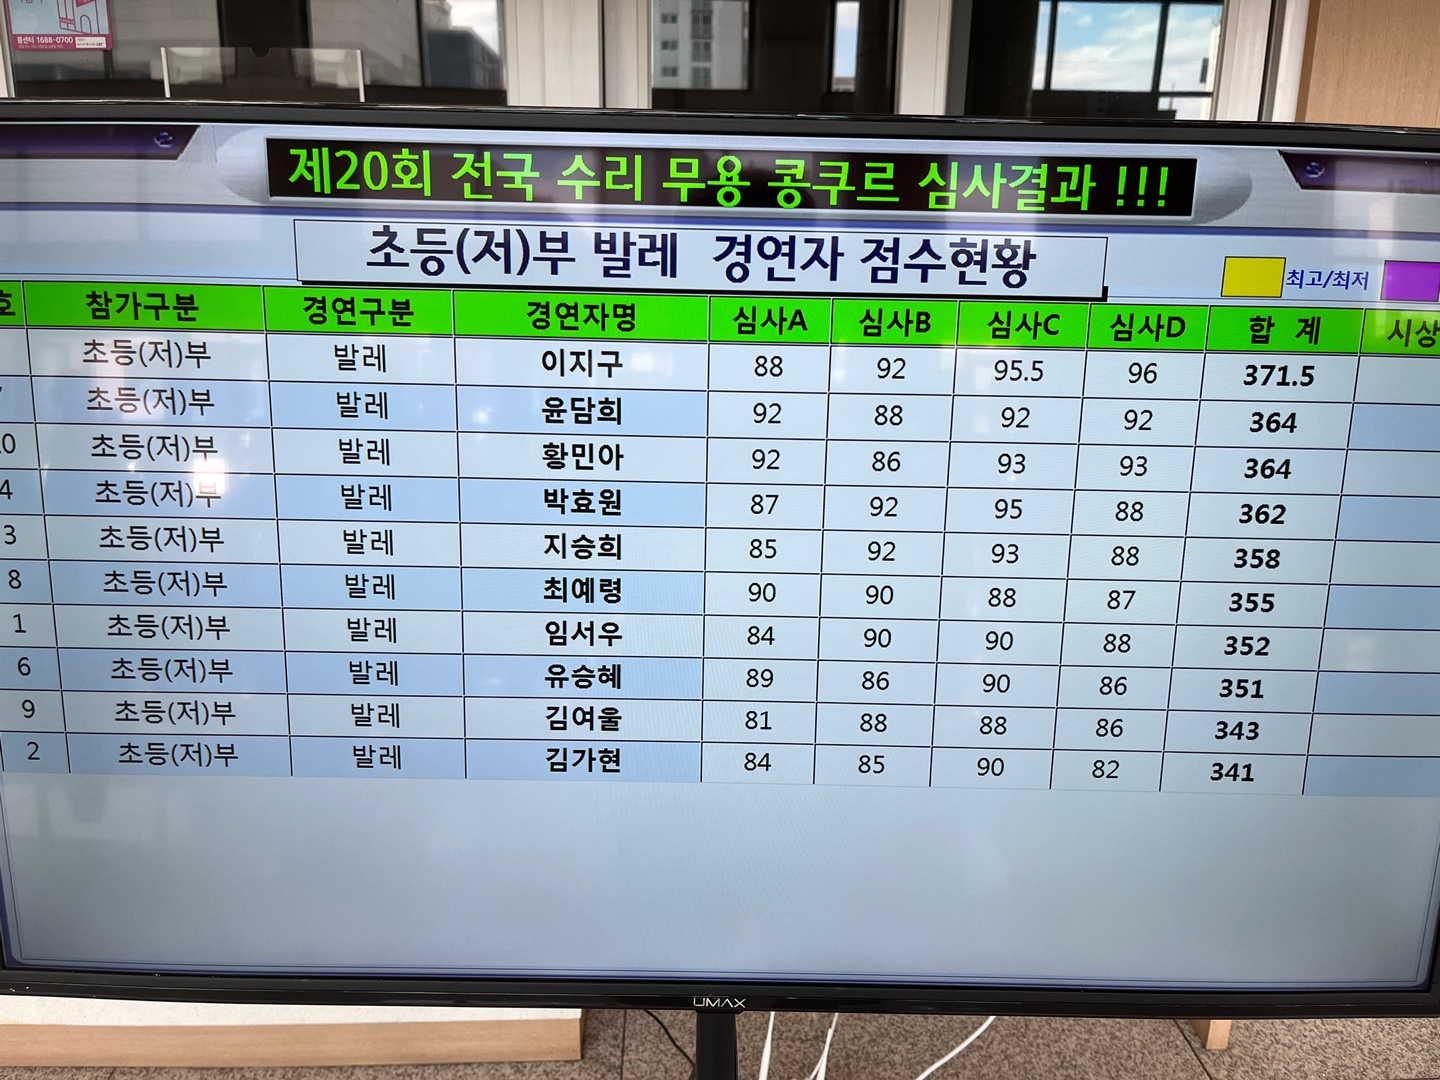 콜센터 1688-0700
제20회 전국 수리 무용 콩쿠르 심사결과 !!!
초등(저)부 발레 경연자 점수현황
최고/최저
호 참가구분 경연구분 경연자명 심사A 심사B 심사C 심사D 합 계 시상
초등(저)부 발레 이지구 88 92 95.5 96 371.5
초등(저)부 발레 윤담희 92 88 92 92 364
0 초등(저)부 발레 황민아 92 86 93 93 364
4 초등(저)부 발레 박효원 87 92 95 88 362
3 초등(저)부 발레 지승희 85 92 93 88 358
8 초등(저)부 발레 최예령 90 90 88 87 355
1 초등(저)부 발레 임서우 84 90 90 88 352
6 초등(저)부 발레 유승혜 89 86 90 86 351
9 초등(저)부 발레 김여울 81 88 88 86 343
2 초등(저)부 발레 김가현 84 85 90 82 341
UMAX